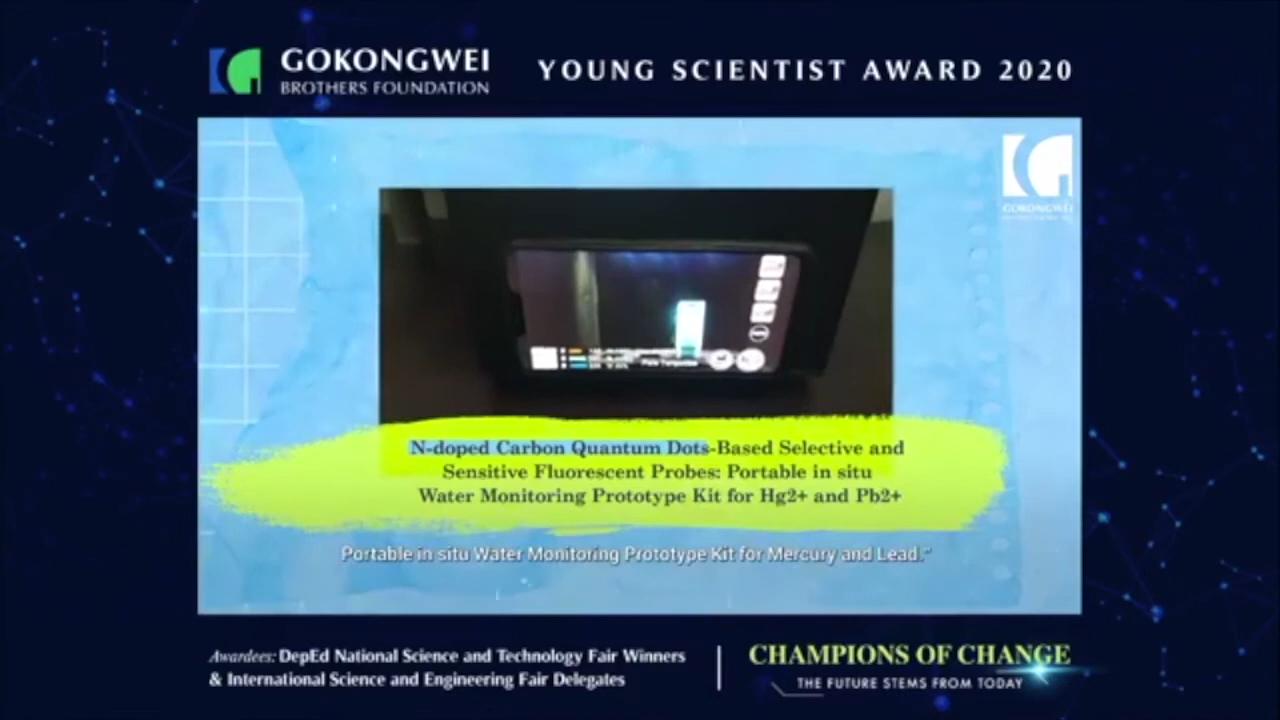 GOKONGWEI
BROTHERS FOUNDATION
YOUNG SCIENTIST AWARD 2020
GOKONGWEI
N-doped Carbon Quantum Dots-Based Selective and
Sensitive Fluorescent Probes: Portable in situ
Water Monitoring Prototype Kit for Hg2+ and Pb2+
Portable in situ Water Monitoring Prototype Kit for Mercury and Lead."
Awardees: DepEd National Science and Technology Fair Winners
& International Science and Engineering Fair Delegates
CHAMPIONS OF CHANGE
THE FUTURE STEMS FROM TODAY